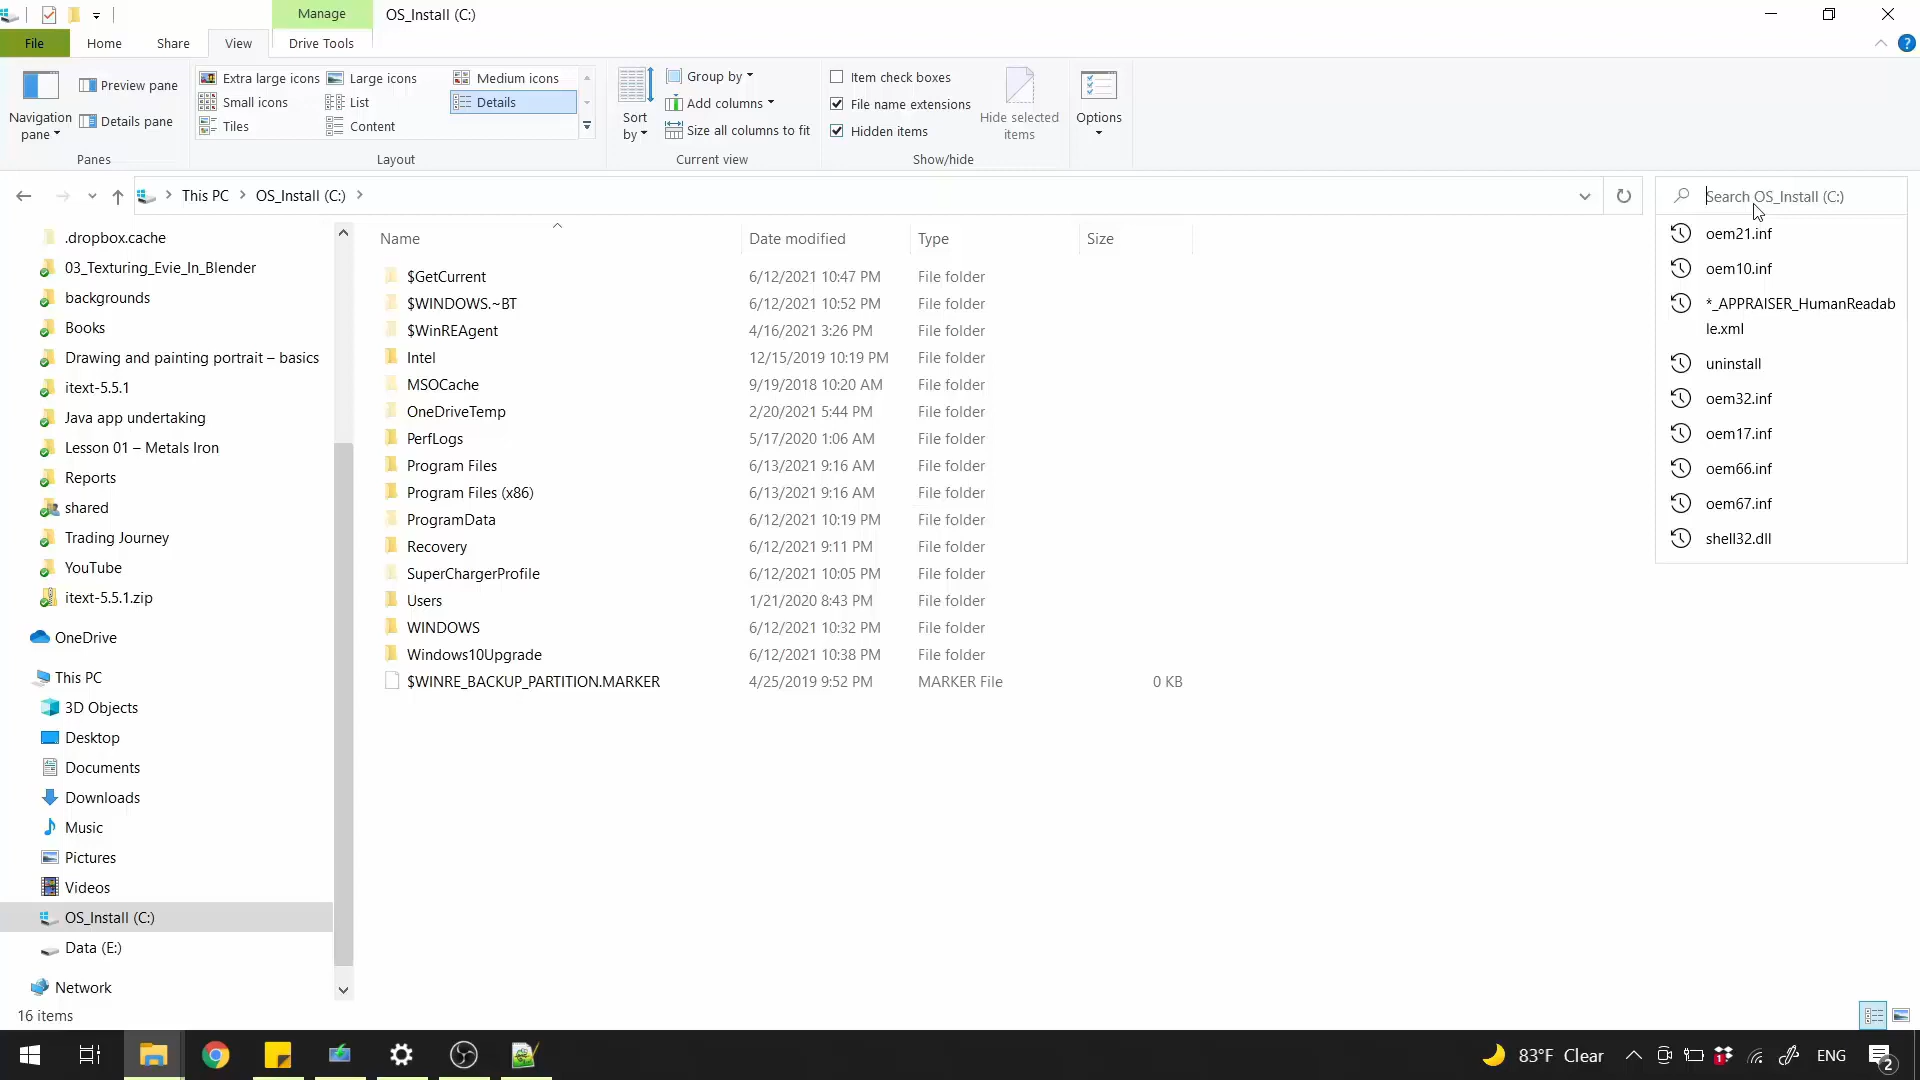 Manage
OS_Install (C:)
File
Home
Share
View
Drive Tools
Navigation pane
Preview pane
Details pane
Panes
Extra large icons
Large icons
Medium icons
Small icons
List
Details
Tiles
Content
Layout
Sort by
Group by
Add columns
Size all columns to fit
Current view
Item check boxes
File name extensions
Hidden items
Hide selected items
Show/hide
Options
This PC
OS_Install (C:)
Search OS_Install (C:)
oem21.inf
oem10.inf
*_APPRAISER_HumanReadab
le.xml
uninstall
oem32.inf
oem17.inf
oem66.inf
oem67.inf
shell32.dll
.dropbox.cache
03_Texturing_Evie_In_Blender
backgrounds
Books
Drawing and painting portrait – basics
itext-5.5.1
Java app undertaking
Lesson 01 – Metals Iron
Reports
shared
Trading Journey
YouTube
itext-5.5.1.zip
OneDrive
This PC
3D Objects
Desktop
Documents
Downloads
Music
Pictures
Videos
OS_Install (C:)
Data (E:)
Network
Name Date modified Type Size
$GetCurrent 6/12/2021 10:47 PM File folder
$WINDOWS.~BT 6/12/2021 10:52 PM File folder
$WinREAgent 4/16/2021 3:26 PM File folder
Intel 12/15/2019 10:19 PM File folder
MSOCache 9/19/2018 10:20 AM File folder
OneDriveTemp 2/20/2021 5:44 PM File folder
PerfLogs 5/17/2020 1:06 AM File folder
Program Files 6/13/2021 9:16 AM File folder
Program Files (x86) 6/13/2021 9:16 AM File folder
ProgramData 6/12/2021 10:19 PM File folder
Recovery 6/12/2021 9:11 PM File folder
SuperChargerProfile 6/12/2021 10:05 PM File folder
Users 1/21/2020 8:43 PM File folder
WINDOWS 6/12/2021 10:32 PM File folder
Windows10Upgrade 6/12/2021 10:38 PM File folder
$WINRE_BACKUP_PARTITION.MARKER 4/25/2019 9:52 PM MARKER File 0 KB
16 items
83°F Clear
ENG
2